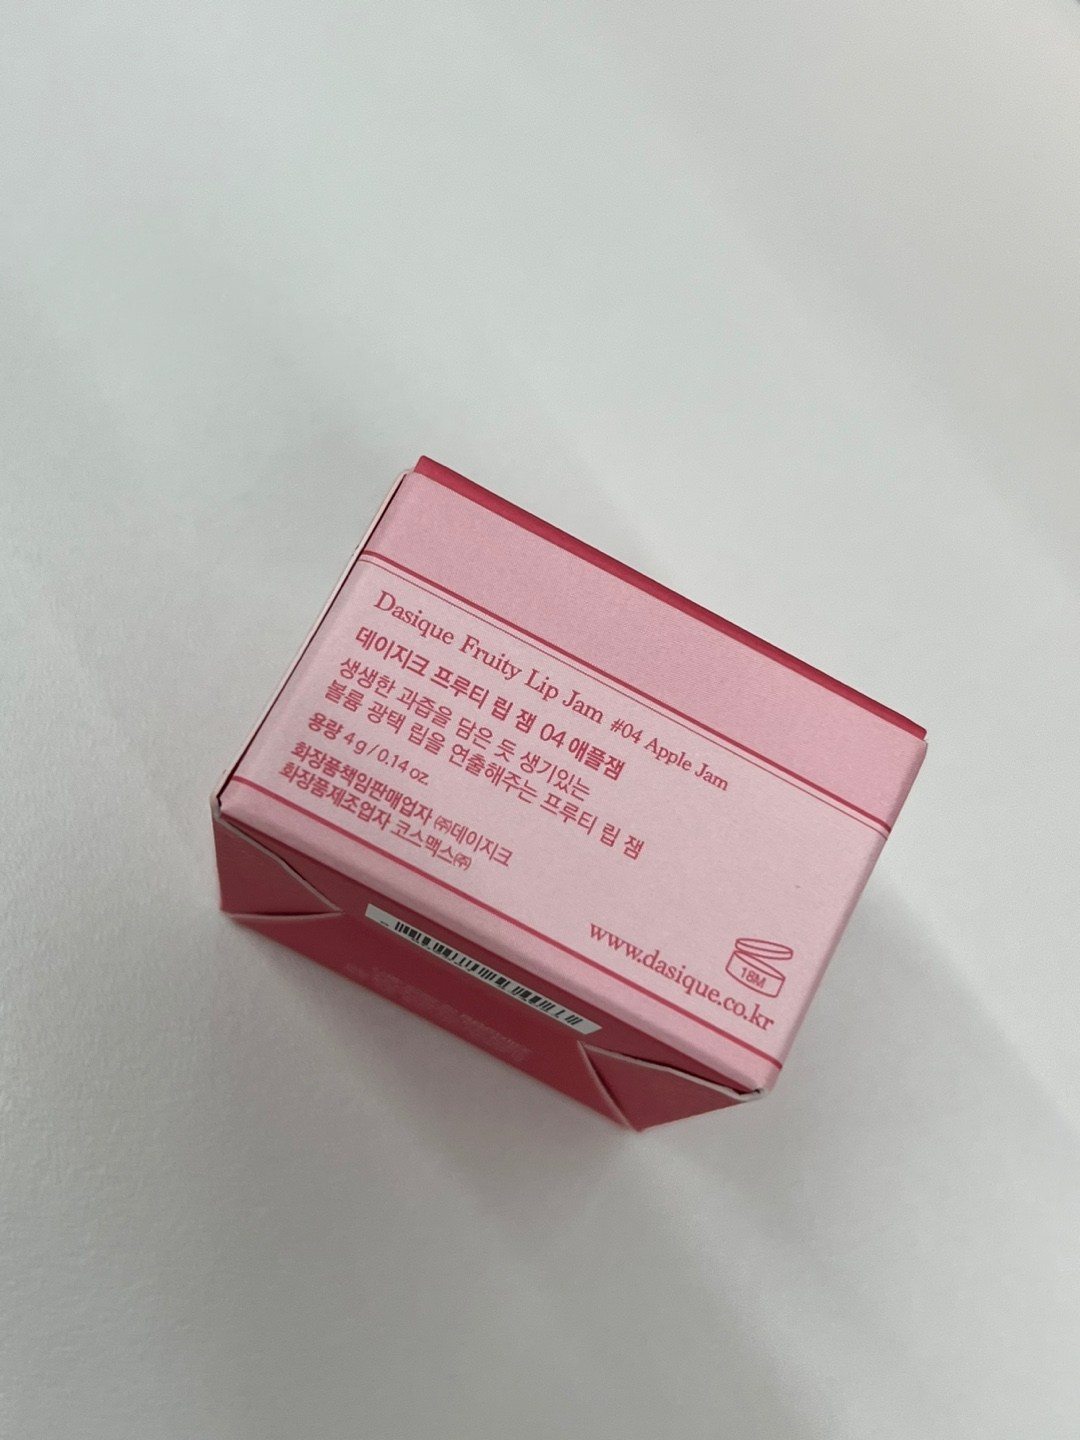 Dasique Fruity Lip Jam #04 Apple Jam
데이지크 프루티 립 잼 04 애플잼
생생한 과즙을 담은 듯 생기있는
볼륨 광택 립을 연출해주는 프루티 립 잼
용량 4 g / 0.14 oz.
화장품책임판매업자 ㈜데이지크
화장품제조업자 코스맥스㈜
www.dasique.co.kr
18M